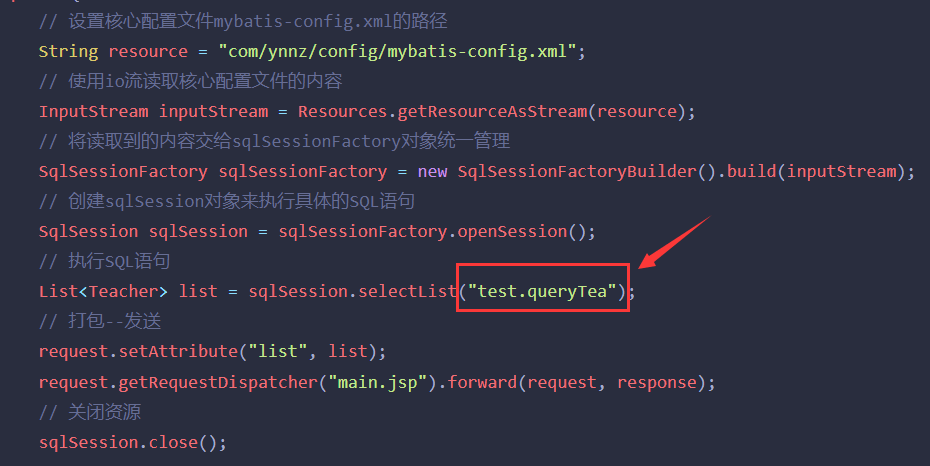 // 设置核心配置文件mybatis-config.xml的路径
String resource = "com/ynnz/config/mybatis-config.xml";
// 使用io流读取核心配置文件的内容
InputStream inputStream = Resources.getResourceAsStream(resource);
// 将读取到的内容交给sqlSessionFactory对象统一管理
SqlSessionFactory sqlSessionFactory = new SqlSessionFactoryBuilder().build(inputStream);
// 创建sqlSession对象来执行具体的SQL语句
SqlSession sqlSession = sqlSessionFactory.openSession();
// 执行SQL语句
List<Teacher> list = sqlSession.selectList("test.queryTea");
// 打包--发送
request.setAttribute("list", list);
request.getRequestDispatcher("main.jsp").forward(request, response);
// 关闭资源
sqlSession.close();